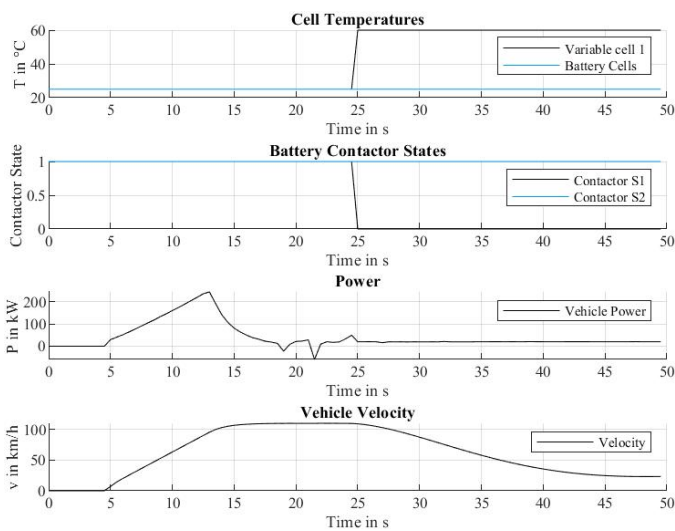 Cell Temperatures
T in °C
60
40
20
Variable cell 1
Battery Cells
0 5 10 15 20 25 30 35 40 45 50
Time in s
Battery Contactor States
Contactor State
1
0.5
0
Contactor S1
Contactor S2
0 5 10 15 20 25 30 35 40 45 50
Time in s
Power
P in kW
200
100
0
Vehicle Power
0 5 10 15 20 25 30 35 40 45 50
Time in s
Vehicle Velocity
v in km/h
100
50
0
Velocity
0 5 10 15 20 25 30 35 40 45 50
Time in s